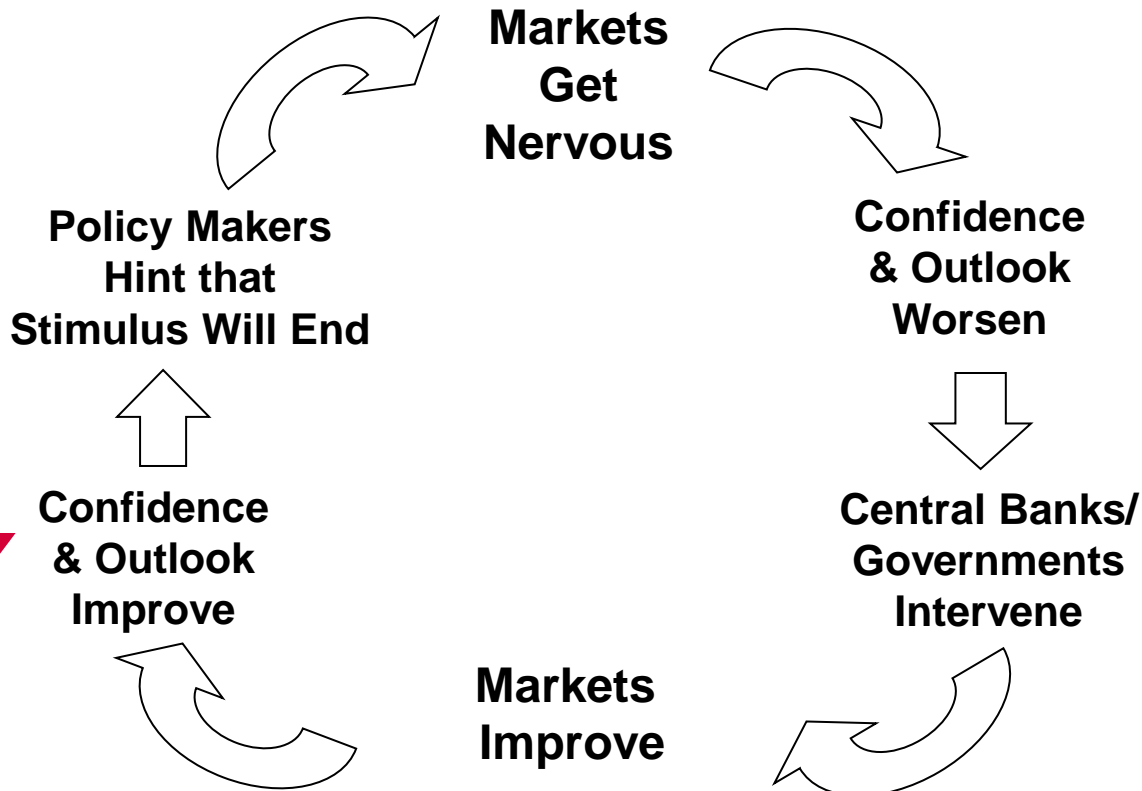 Markets
Get
Nervous
Confidence
& Outlook
Worsen
Central Banks/
Governments
Intervene
Markets
Improve
Confidence
& Outlook
Improve
Policy Makers
Hint that
Stimulus Will End